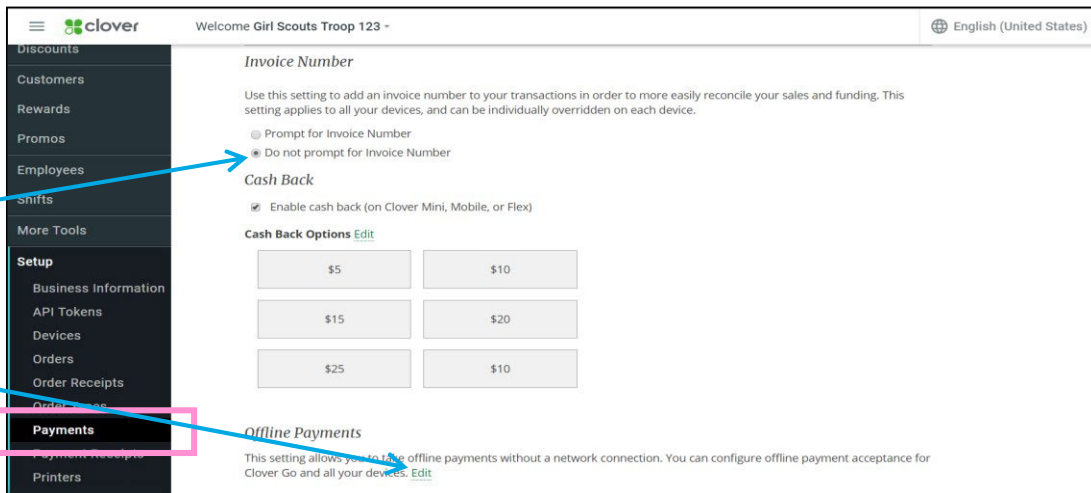 clover
Welcome Girl Scouts Troop 123
English (United States)
Discounts
Customers
Rewards
Promos
Employees
Shifts
More Tools
Setup
Business Information
API Tokens
Devices
Orders
Order Receipts
Order Types
Payments
Payment Receipts
Printers
Invoice Number
Use this setting to add an invoice number to your transactions in order to more easily reconcile your sales and funding. This
setting applies to all your devices, and can be individually overridden on each device.
Prompt for Invoice Number
Do not prompt for Invoice Number
Cash Back
Enable cash back (on Clover Mini, Mobile, or Flex)
Cash Back Options Edit
$5 $10
$15 $20
$25 $10
Offline Payments
This setting allows you to take offline payments without a network connection. You can configure offline payment acceptance for
Clover Go and all your devices. Edit